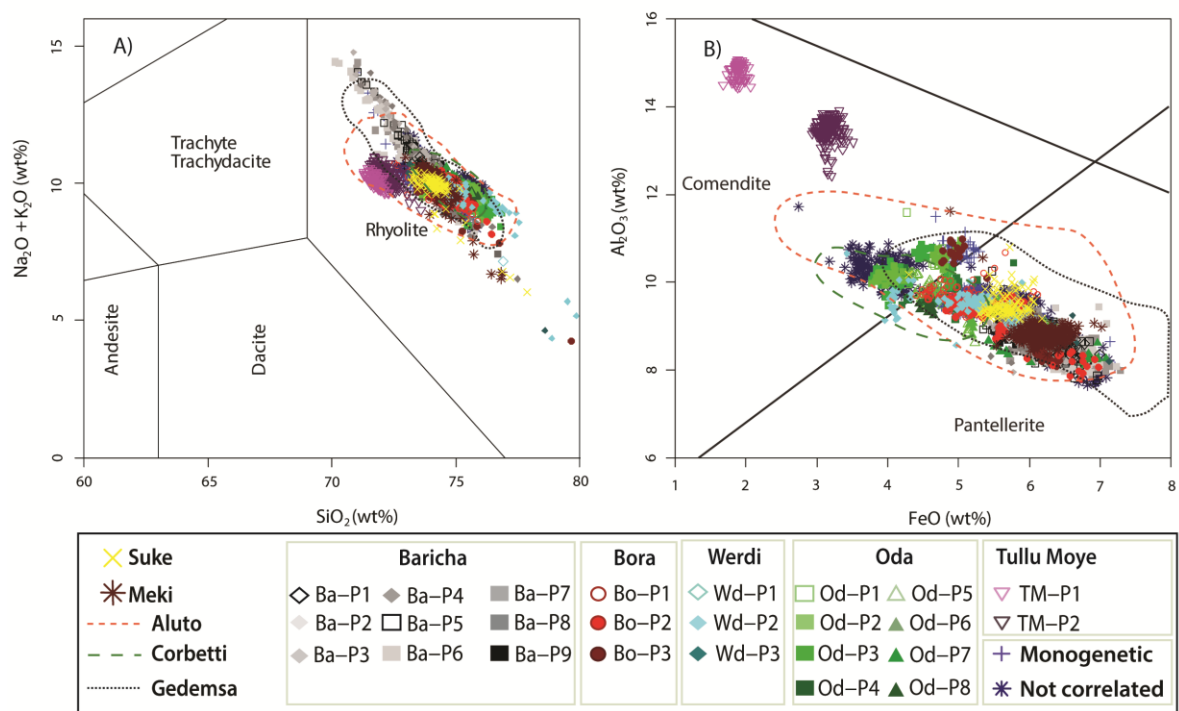 A)
15
10
5
0
Na₂O + K₂O (wt%)
Trachyte
Trachydacite
Rhyolite
Andesite
Dacite
60
65
70
75
80
SiO₂ (wt%)
B)
16
14
12
10
8
6
Al₂O₃ (wt%)
Comendite
Pantellerite
1
2
3
4
5
6
7
8
FeO (wt%)
Suke
Meki
Aluto
Corbetti
Gedemsa
Baricha
Ba–P1 Ba–P4 Ba–P7
Ba–P2 Ba–P5 Ba–P8
Ba–P3 Ba–P6 Ba–P9
Bora
Bo–P1
Bo–P2
Bo–P3
Werdi
Wd–P1
Wd–P2
Wd–P3
Oda
Od–P1 Od–P5
Od–P2 Od–P6
Od–P3 Od–P7
Od–P4 Od–P8
Tullu Moye
TM–P1
TM–P2
Monogenetic
Not correlated